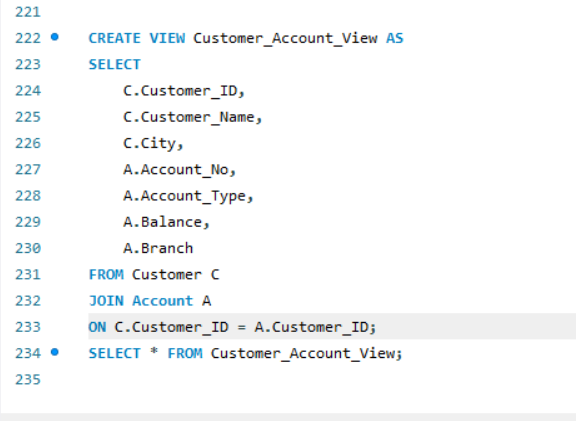 221
222 CREATE VIEW Customer_Account_View AS
223 SELECT
224 C.Customer_ID,
225 C.Customer_Name,
226 C.City,
227 A.Account_No,
228 A.Account_Type,
229 A.Balance,
230 A.Branch
231 FROM Customer C
232 JOIN Account A
233 ON C.Customer_ID = A.Customer_ID;
234 SELECT * FROM Customer_Account_View;
235